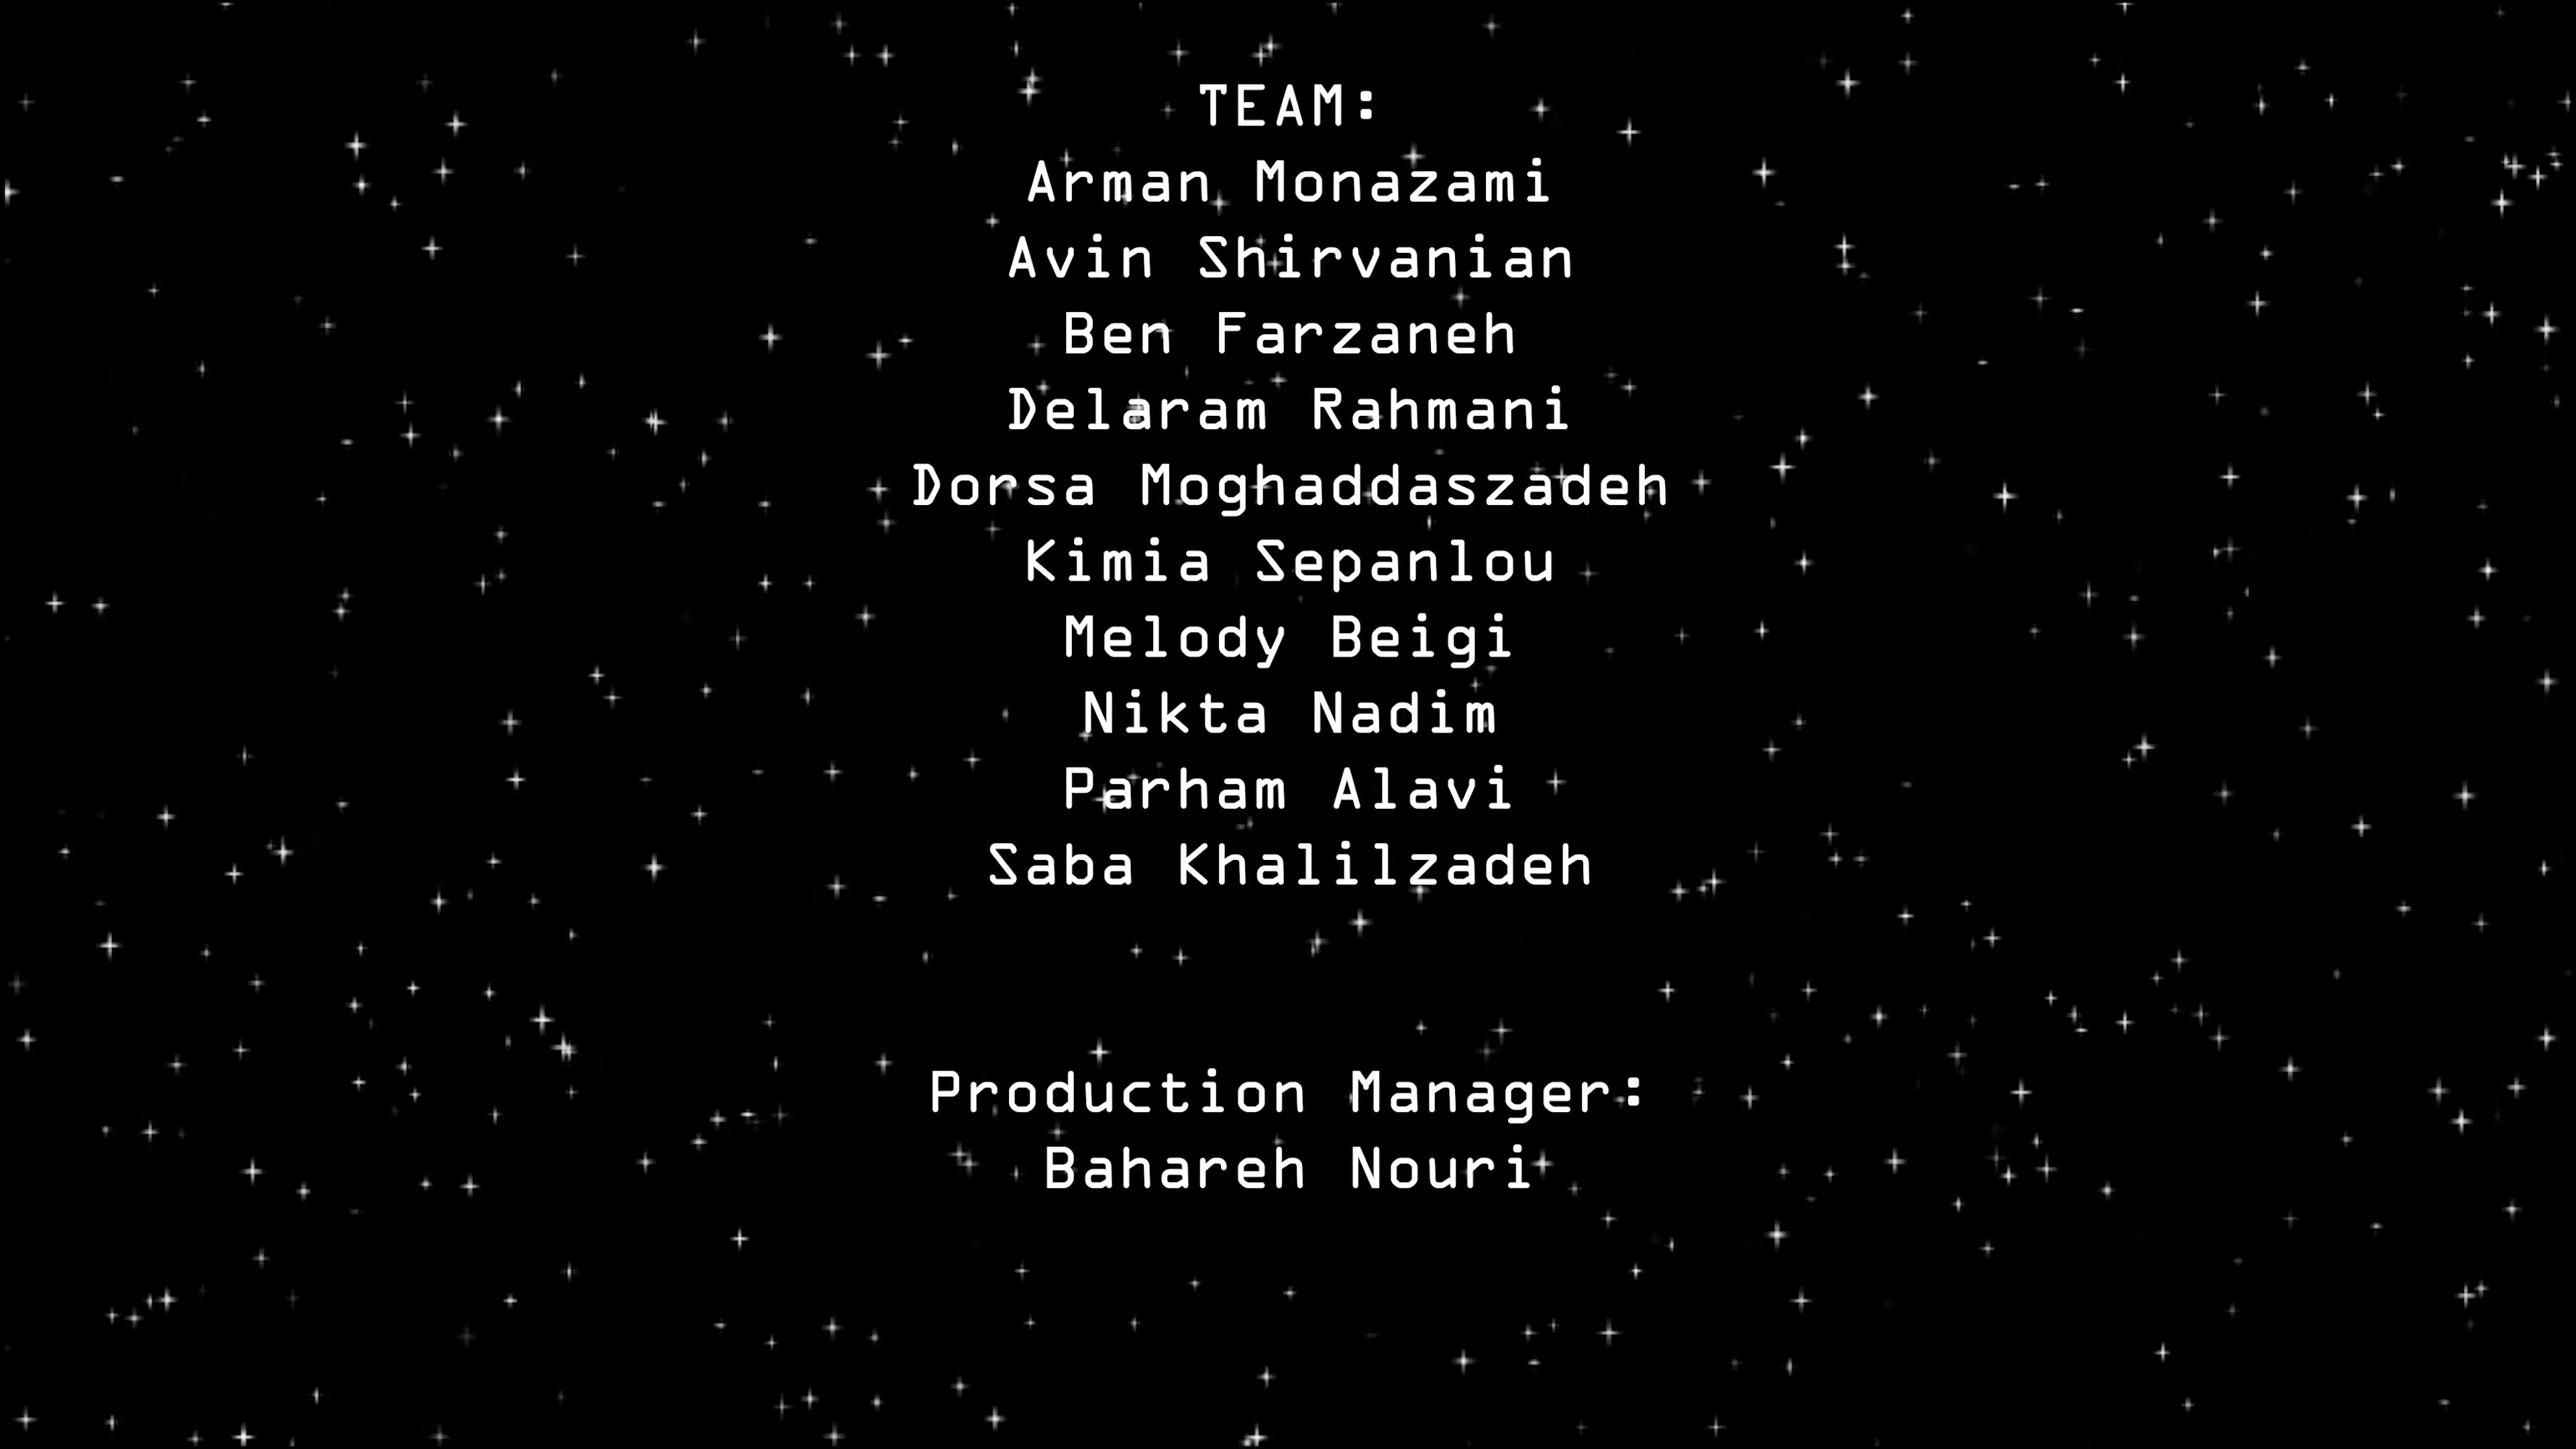 TEAM:
Arman Monazami
Avin Shirvanian
Ben Farzaneh
Delaram Rahmani
Dorsa Moghaddaszadeh
Kimia Sepanlou
Melody Beigi
Nikta Nadim
Parham Alavi
Saba Khalilzadeh
Production Manager:
Bahareh Nouri